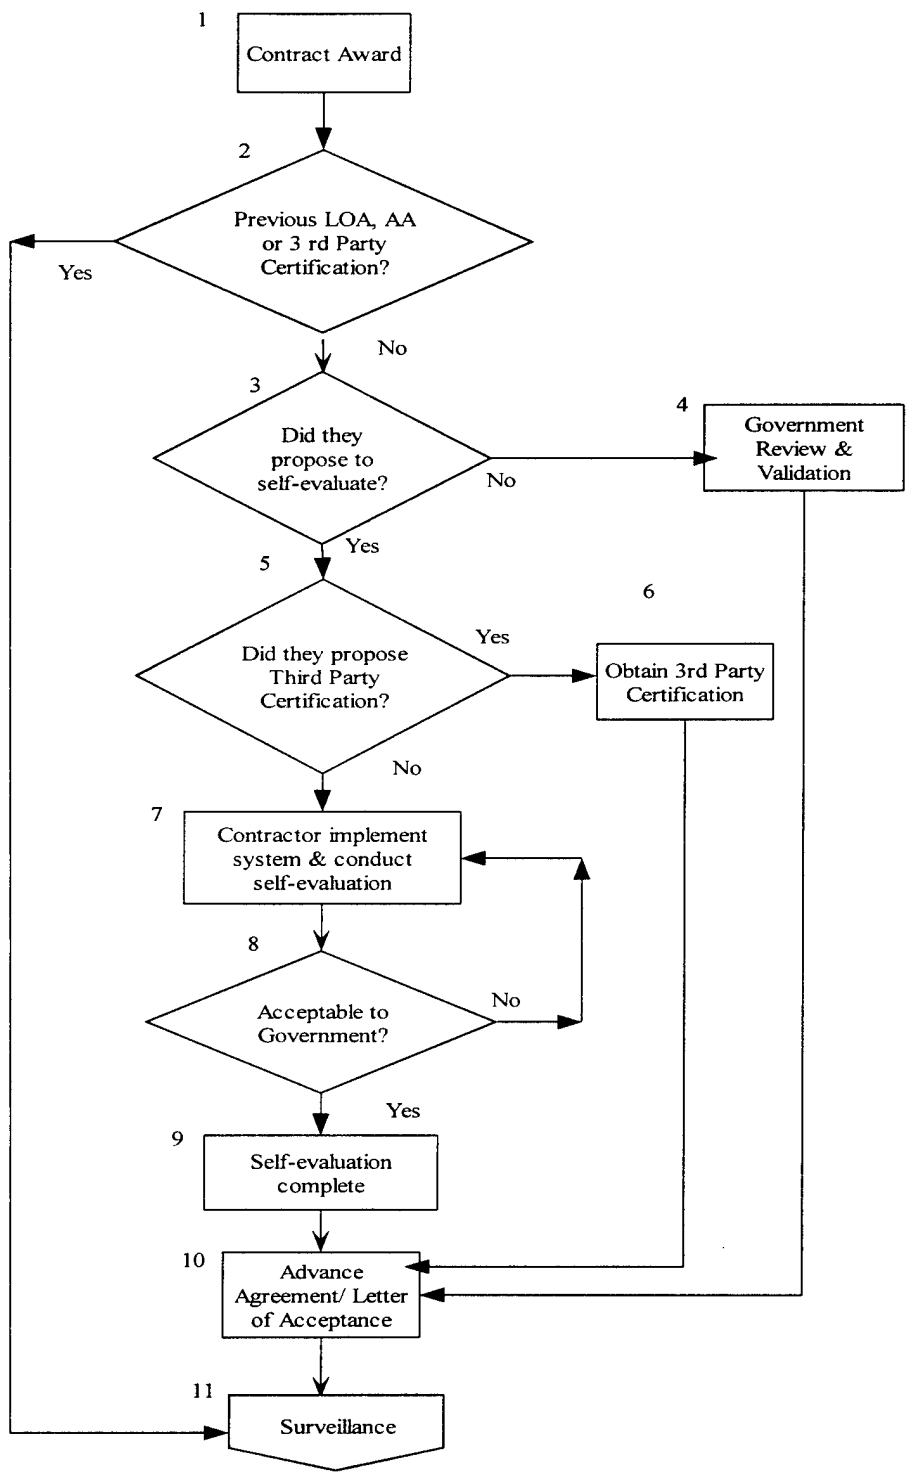 1
Contract Award
2
Previous LOA, AA
or 3 rd Party
Certification?
Yes
No
3
Did they
propose to
self-evaluate?
No
4
Government
Review &
Validation
Yes
5
Did they propose
Third Party
Certification?
Yes
6
Obtain 3rd Party
Certification
No
7
Contractor implement
system & conduct
self-evaluation
8
Acceptable to
Government?
No
Yes
9
Self-evaluation
complete
10
Advance
Agreement/ Letter
of Acceptance
11
Surveillance